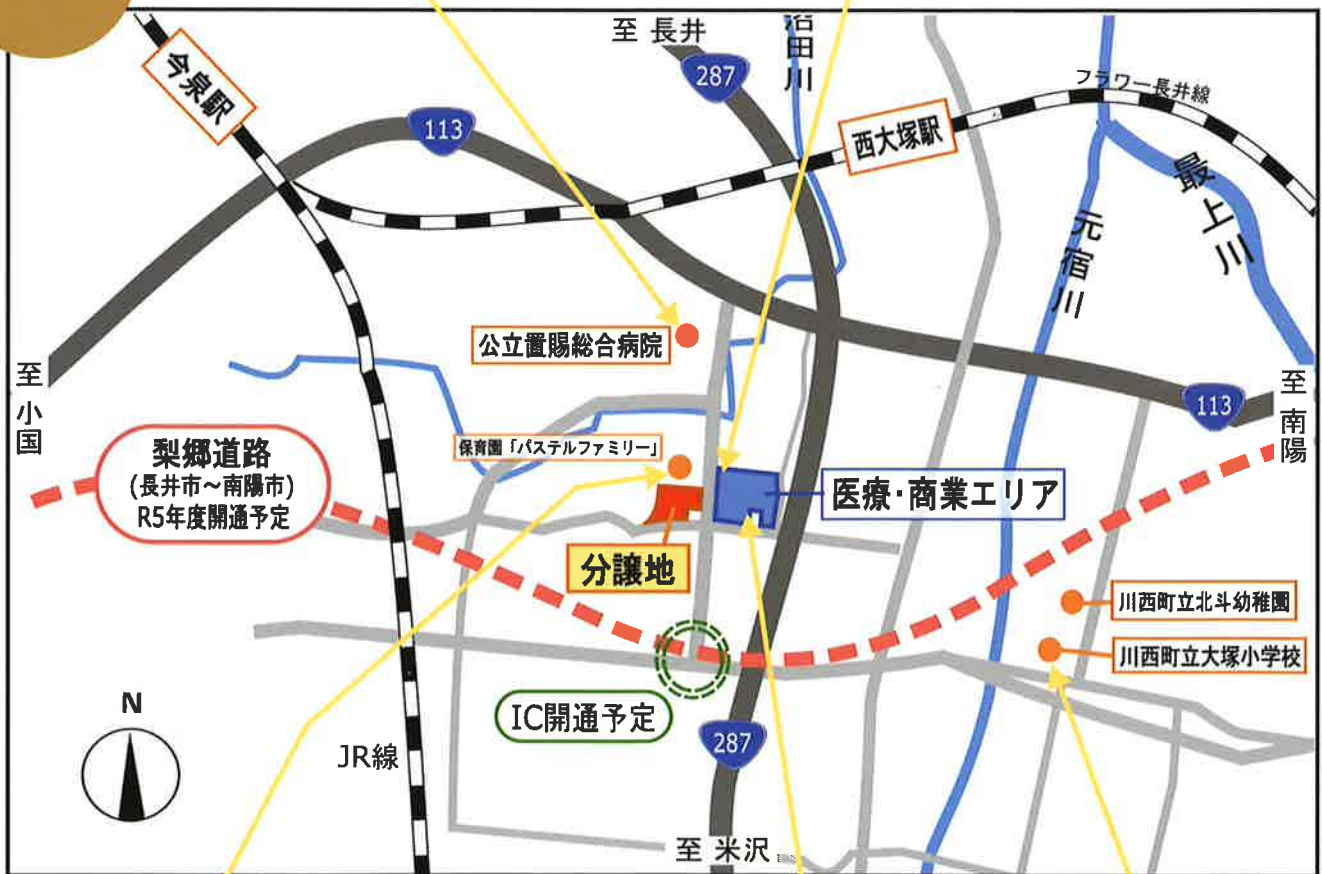 至 長井
沼田川
今泉駅
287
フラワー長井線
113
西大塚駅
最上川
元宿川
公立置賜総合病院
至 小国
113
至 南陽
梨郷道路
(長井市～南陽市)
R5年度開通予定
保育園「パステルファミリー」
医療・商業エリア
分譲地
川西町立北斗幼稚園
川西町立大塚小学校
N
IC開通予定
287
JR線
至 米沢